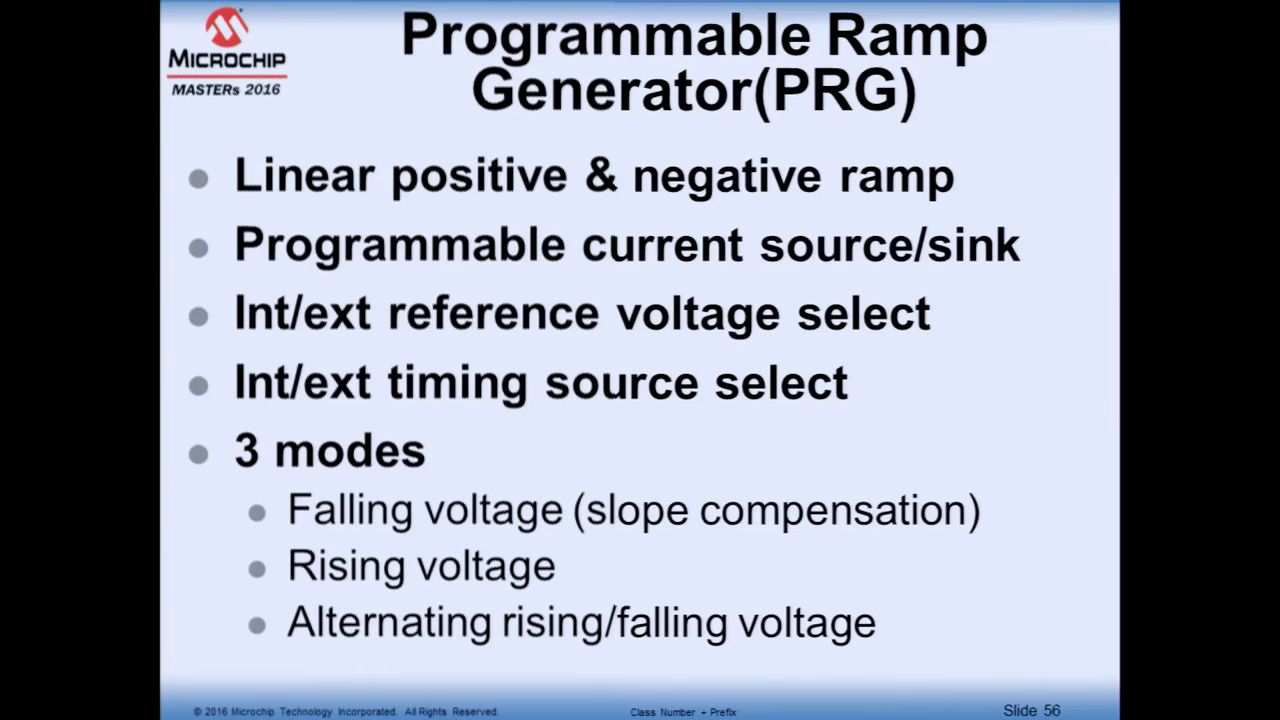 MICROCHIP
MASTERs 2016
Programmable Ramp
Generator(PRG)
Linear positive & negative ramp
Programmable current source/sink
Int/ext reference voltage select
Int/ext timing source select
3 modes
Falling voltage (slope compensation)
Rising voltage
Alternating rising/falling voltage
© 2016 Microchip Technology Incorporated. All Rights Reserved.
Class Number + Prefix
Slide 56